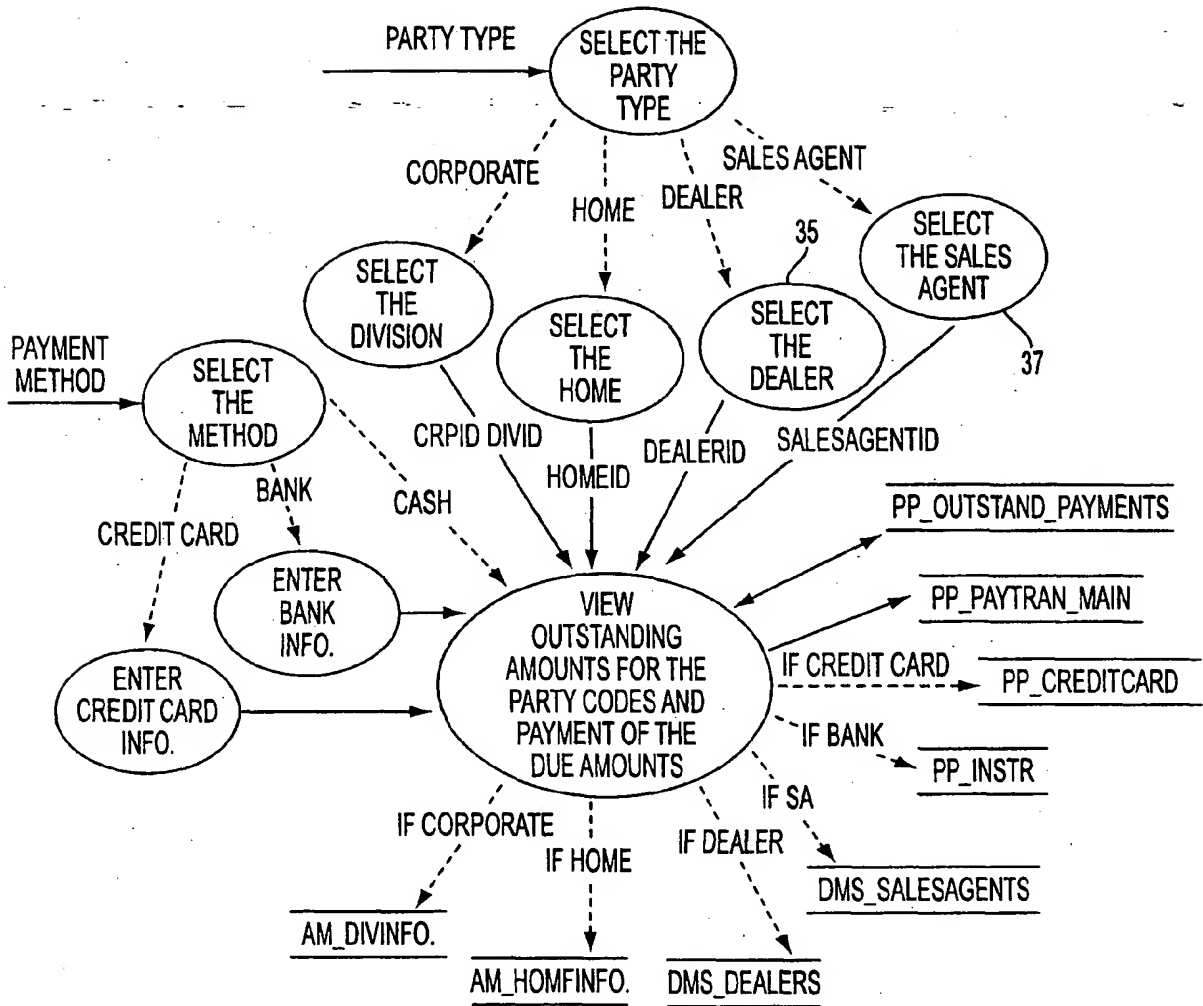 PARTY TYPE
SELECT THE
PARTY
TYPE
CORPORATE
HOME
DEALER
SALES AGENT
SELECT
THE
DIVISION
SELECT
THE
HOME
35
SELECT
THE
DEALER
SELECT
THE SALES
AGENT
37
PAYMENT
METHOD
SELECT
THE
METHOD
CRPID DIVID
HOMEID
DEALERID
SALESAGENTID
CREDIT CARD
BANK
CASH
ENTER
BANK
INFO.
ENTER
CREDIT CARD
INFO.
VIEW
OUTSTANDING
AMOUNTS FOR THE
PARTY CODES AND
PAYMENT OF THE
DUE AMOUNTS
PP_OUTSTAND_PAYMENTS
PP_PAYTRAN_MAIN
IF CREDIT CARD
PP_CREDITCARD
IF BANK
PP_INSTR
IF SA
DMS_SALESAGENTS
IF CORPORATE
IF HOME
IF DEALER
AM_DIVINFO.
AM_HOMFINFO.
DMS_DEALERS